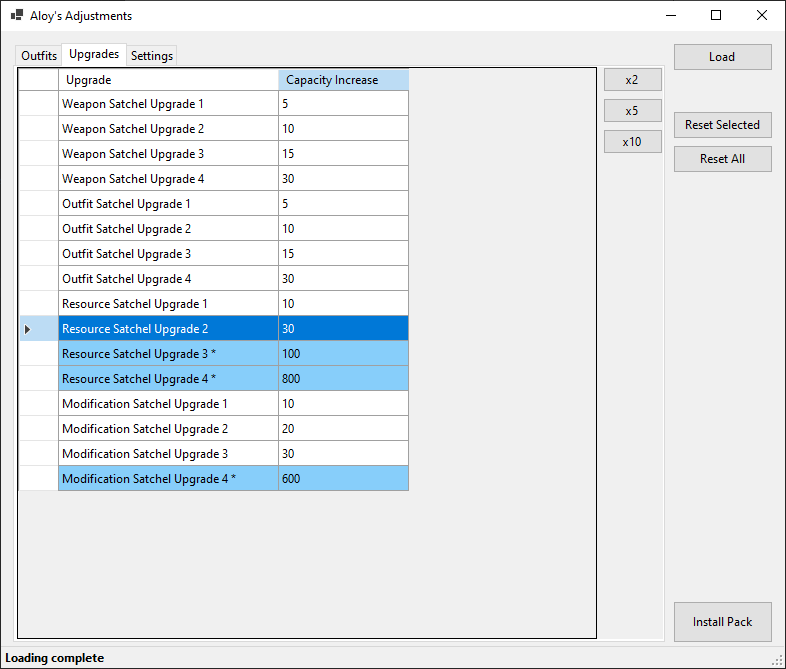 Aloy's Adjustments
Outfits Upgrades Settings
Load
Upgrade Capacity Increase
x2
x5
x10
Reset Selected
Reset All
Weapon Satchel Upgrade 1 5
Weapon Satchel Upgrade 2 10
Weapon Satchel Upgrade 3 15
Weapon Satchel Upgrade 4 30
Outfit Satchel Upgrade 1 5
Outfit Satchel Upgrade 2 10
Outfit Satchel Upgrade 3 15
Outfit Satchel Upgrade 4 30
Resource Satchel Upgrade 1 10
Resource Satchel Upgrade 2 30
Resource Satchel Upgrade 3 * 100
Resource Satchel Upgrade 4 * 800
Modification Satchel Upgrade 1 10
Modification Satchel Upgrade 2 20
Modification Satchel Upgrade 3 30
Modification Satchel Upgrade 4 * 600
Install Pack
Loading complete